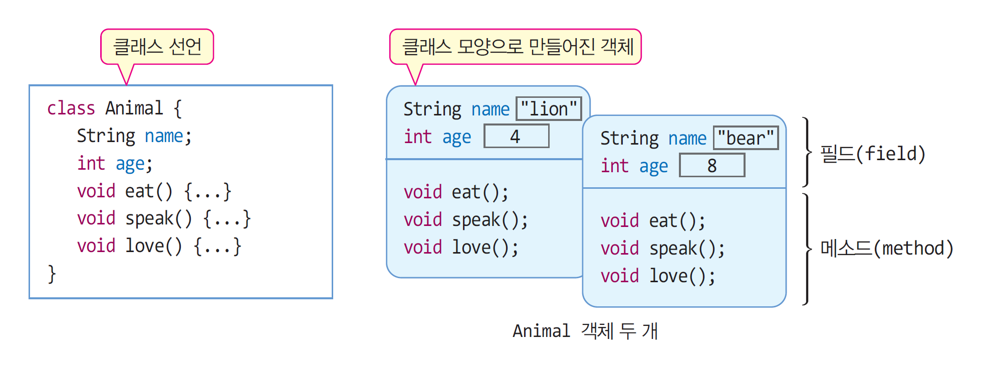 클래스 선언
class Animal {
String name;
int age;
void eat() {...}
void speak() {...}
void love() {...}
}
클래스 모양으로 만들어진 객체
String name "lion"
int age 4
void eat();
void speak();
void love();
String name "bear"
int age 8
void eat();
void speak();
void love();
필드(field)
메소드(method)
Animal 객체 두 개